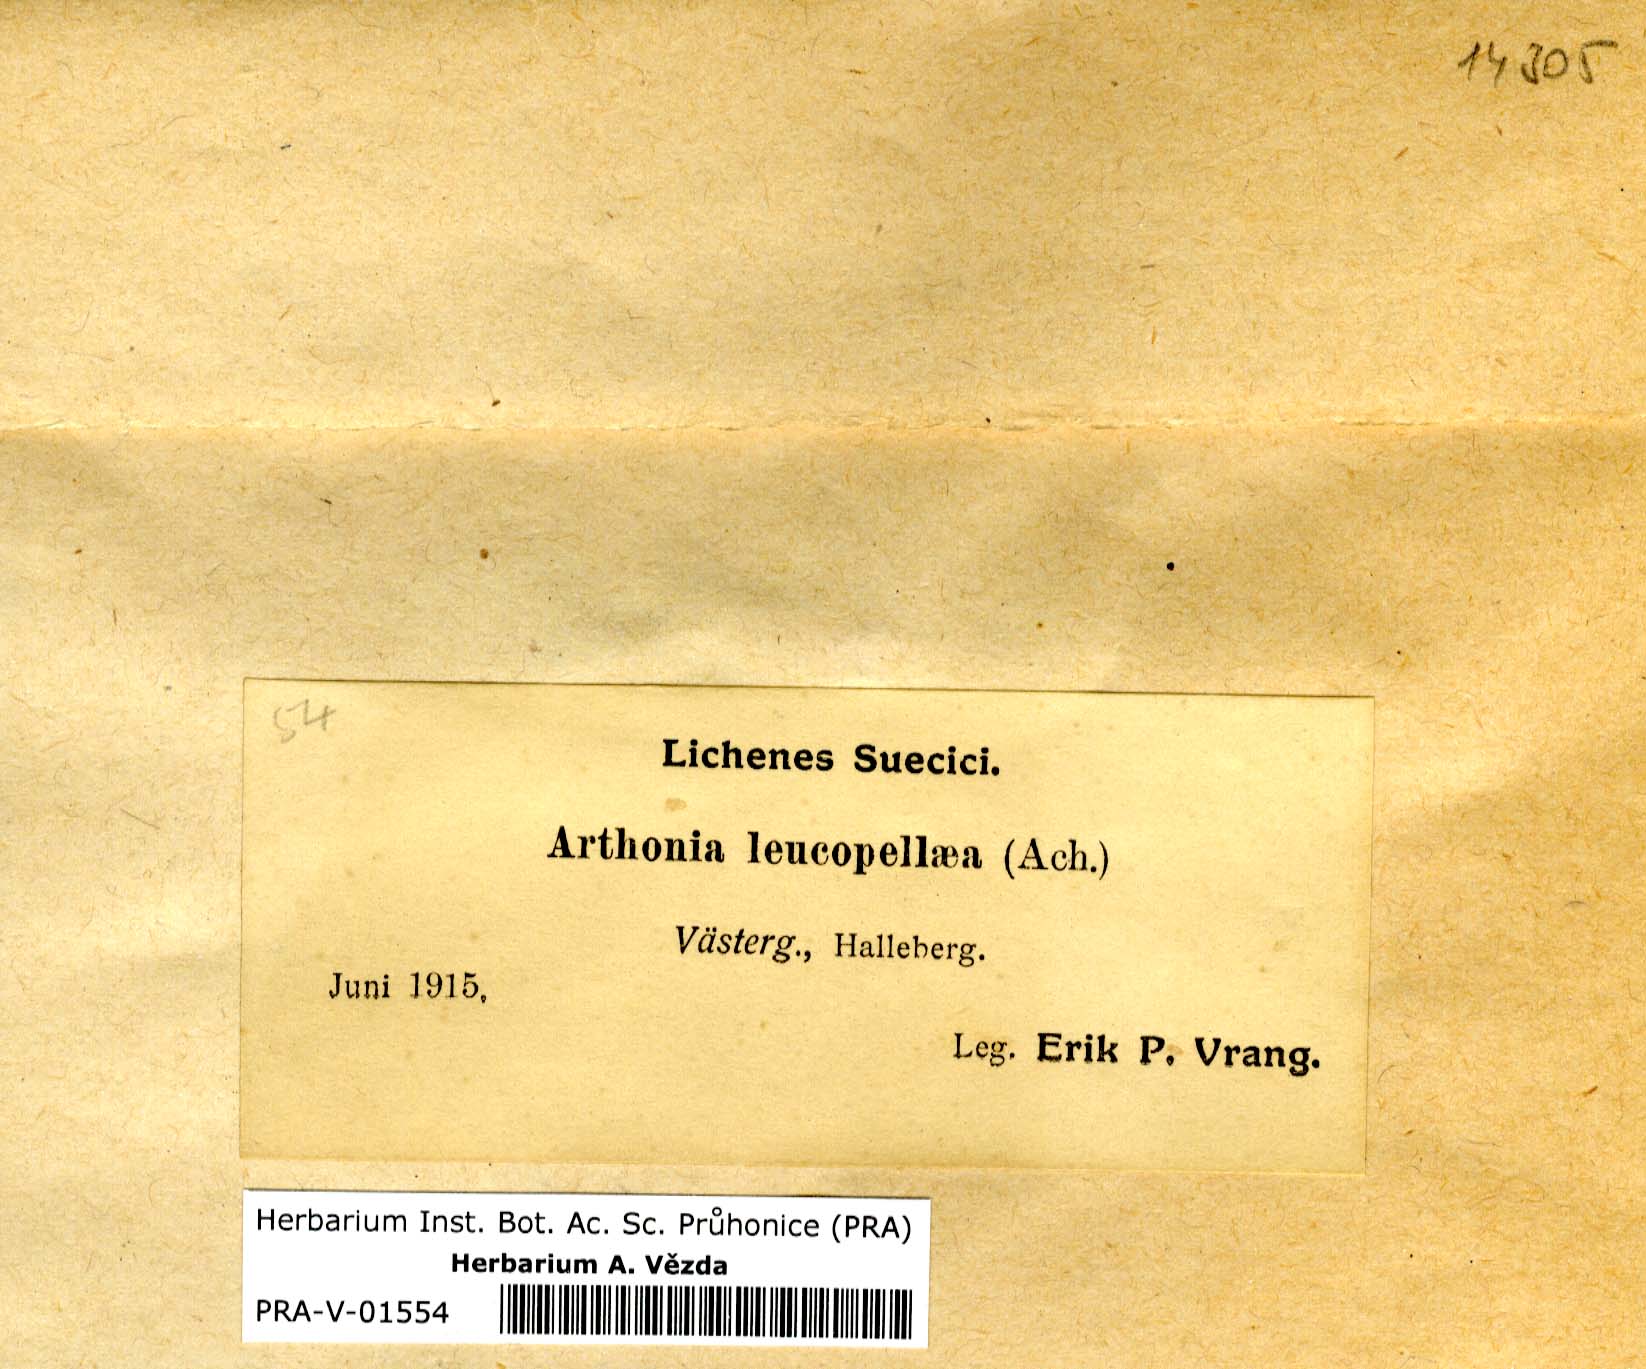 14305
54
Lichenes Suecici.
Arthonia leucopellæa (Ach.)
Västerg., Halleberg.
Juni 1915,
Leg. Erik P. Vrang.
Herbarium Inst. Bot. Ac. Sc. Průhonice (PRA)
Herbarium A. Vězda
PRA-V-01554